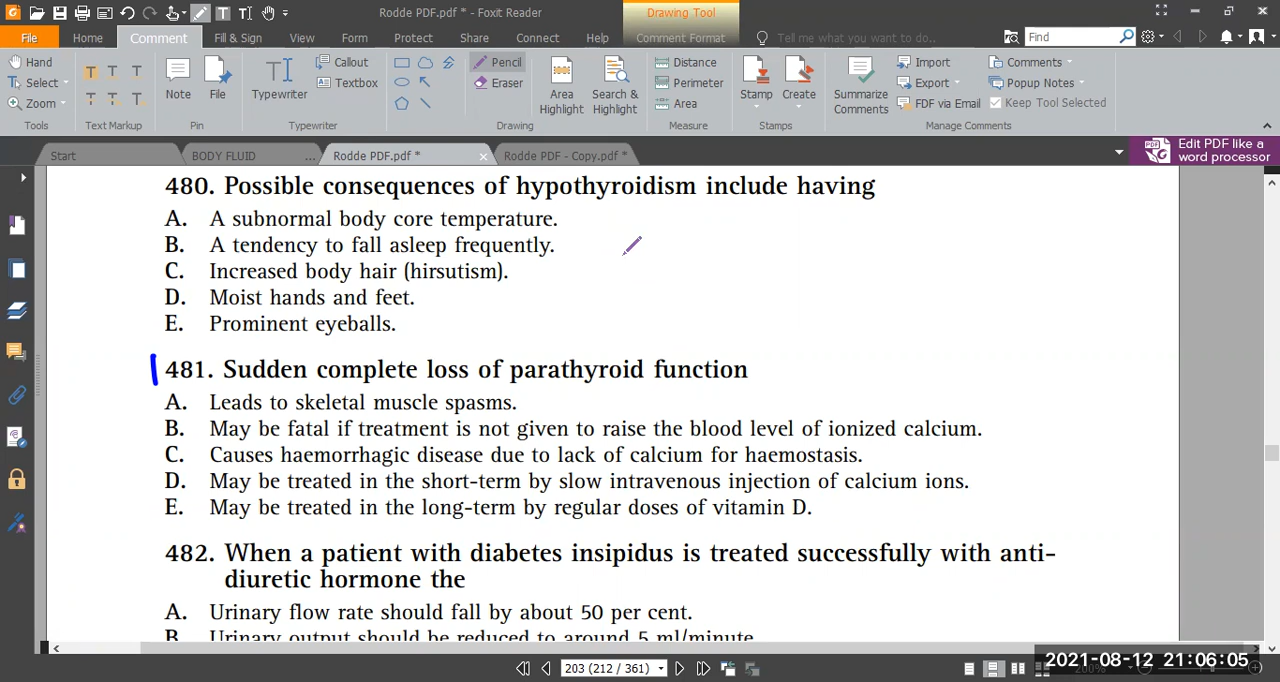 Rodde PDF * - Foxit Reader
Drawing Tool
File
Home
Comment
Fill & Sign
View
Form
Protect
Share
Connect
Help
Comment Format
Tell me what you want to do..
Find
Hand
Select
Zoom
Tools
Text Markup
Note
File
Pin
Typewriter
Callout
Textbox
Typewriter
Pencil
Eraser
Drawing
Area Highlight
Search & Highlight
Distance
Perimeter
Area
Measure
Stamp
Create
Stamps
Summarize Comments
Import
Export
FDF via Email
Comments
Popup Notes
Keep Tool Selected
Manage Comments
Start
BODY FLUID ...
Rodde PDF.pdf *
Rodde PDF - Copy.pdf *
Edit PDF like a word processor
480. Possible consequences of hypothyroidism include having
A. A subnormal body core temperature.
B. A tendency to fall asleep frequently.
C. Increased body hair (hirsutism).
D. Moist hands and feet.
E. Prominent eyeballs.
481. Sudden complete loss of parathyroid function
A. Leads to skeletal muscle spasms.
B. May be fatal if treatment is not given to raise the blood level of ionized calcium.
C. Causes haemorrhagic disease due to lack of calcium for haemostasis.
D. May be treated in the short-term by slow intravenous injection of calcium ions.
E. May be treated in the long-term by regular doses of vitamin D.
482. When a patient with diabetes insipidus is treated successfully with anti-
diuretic hormone the
A. Urinary flow rate should fall by about 50 per cent.
B. Urinary output should be reduced to around 5 ml/minute.
203 (212 / 361)
2021-08-12 21:06:05